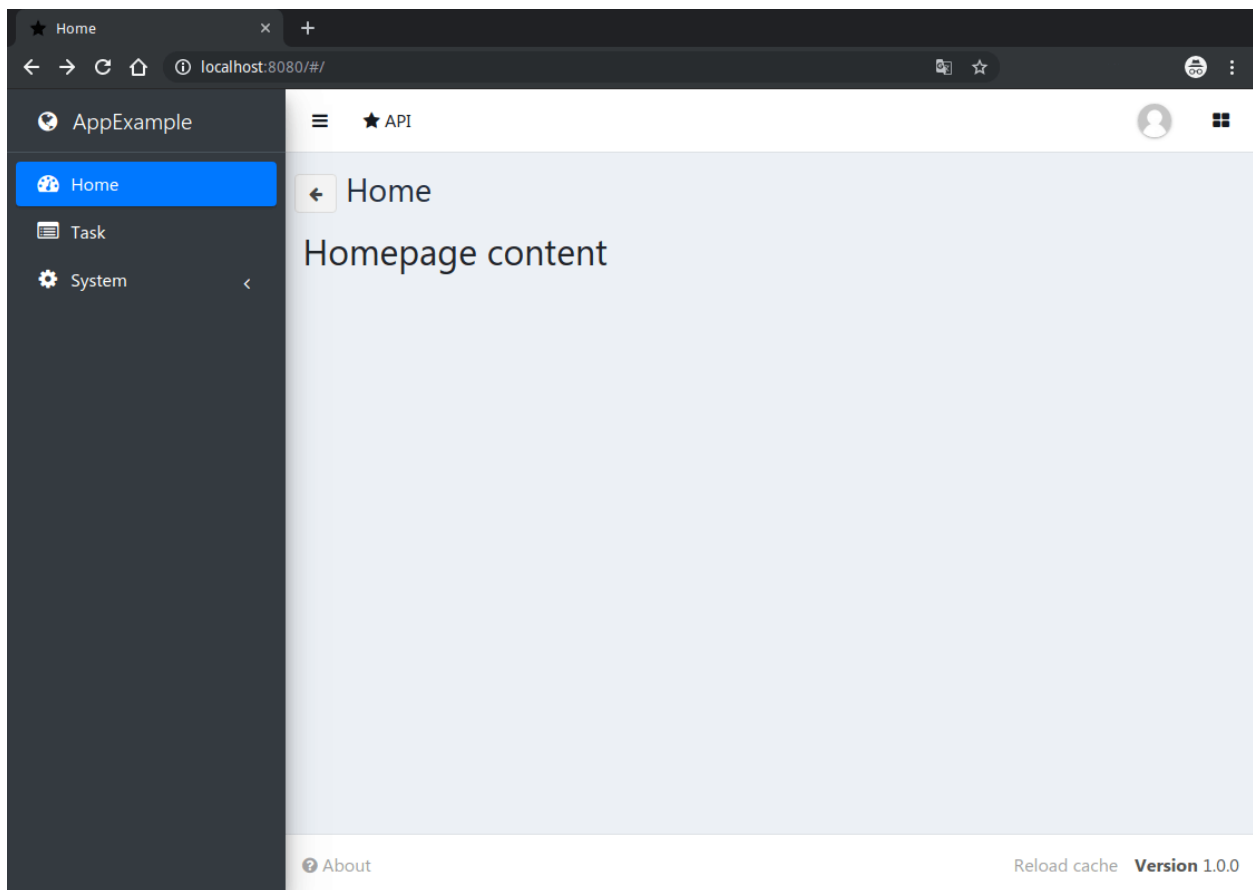 Home
localhost:8080/#/
AppExample
API
Home
Task
System
Home
Homepage content
About
Reload cache Version 1.0.0